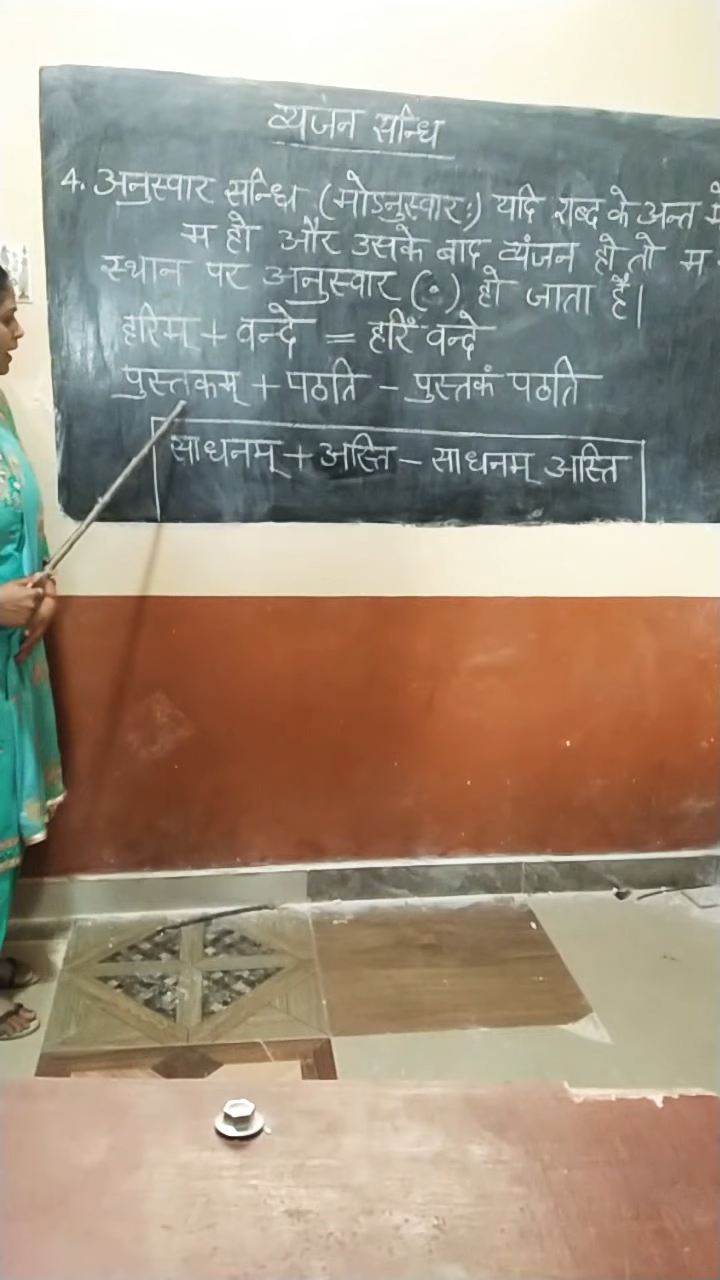 व्यजंन सन्धि
4. अनुस्वार सन्धि (मोऽनुस्वारः) यदि शब्द के अन्त में
म हो और उसके बाद व्यंजन हो तो म
स्थान पर अनुस्वार (ं) हो जाता है।
हरिम् + वन्दे = हरिं वन्दे
पुस्तकम् + पठति – पुस्तकं पठति
साधनम् + अस्ति – साधनम् अस्ति